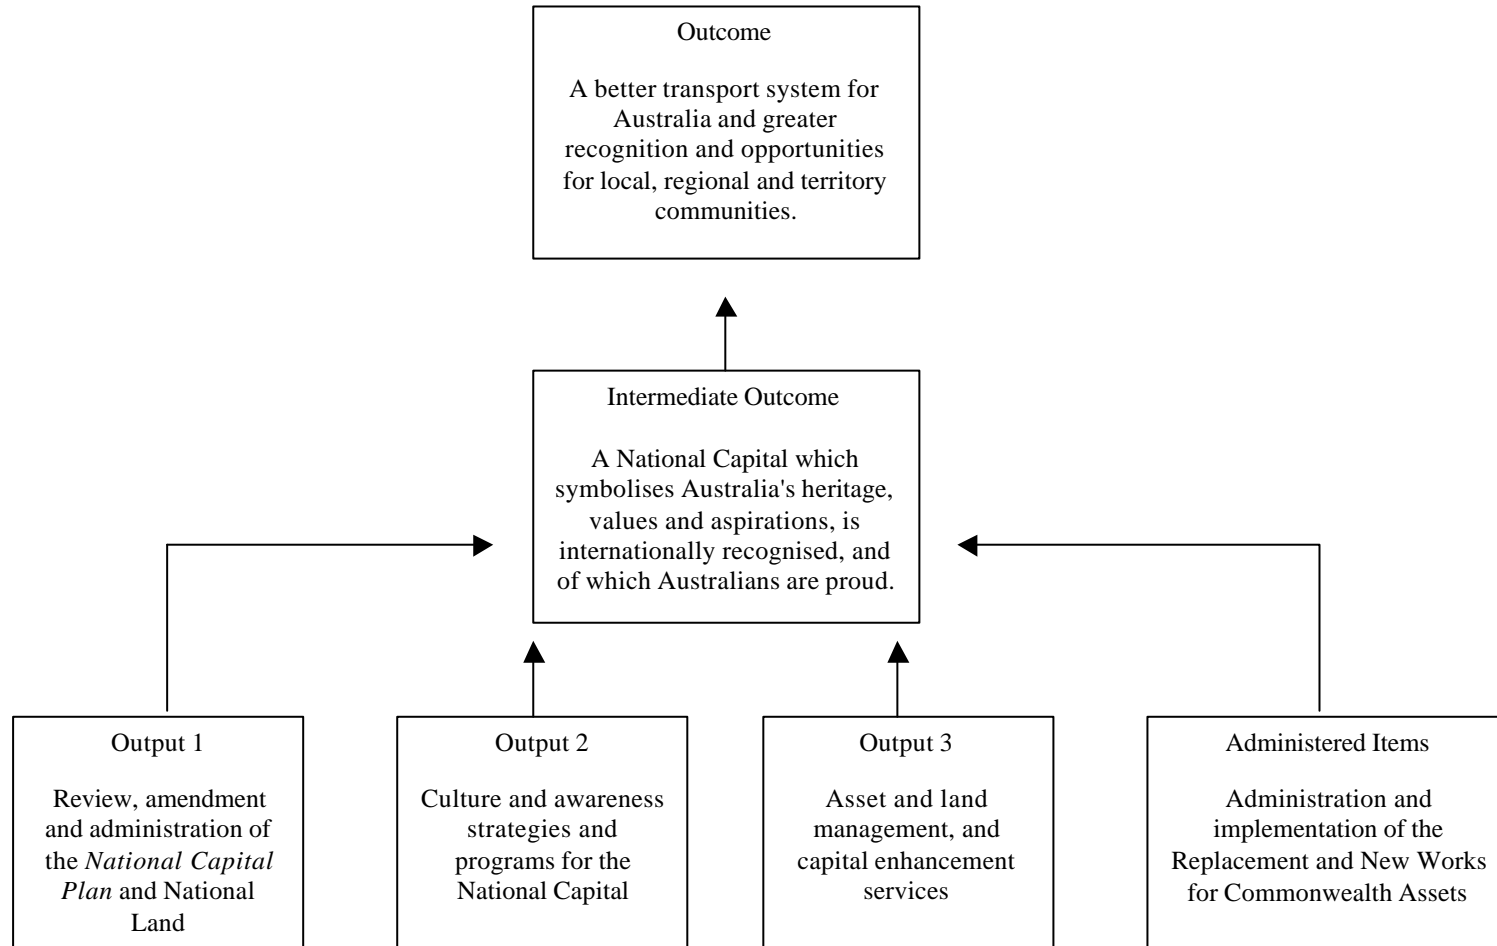 Outcome
A better transport system for
Australia and greater
recognition and opportunities
for local, regional and territory
communities.
Intermediate Outcome
A National Capital which
symbolises Australia's heritage,
values and aspirations, is
internationally recognised, and
of which Australians are proud.
Output 1
Review, amendment
and administration of
the National Capital
Plan and National
Land
Output 2
Culture and awareness
strategies and
programs for the
National Capital
Output 3
Asset and land
management, and
capital enhancement
services
Administered Items
Administration and
implementation of the
Replacement and New Works
for Commonwealth Assets